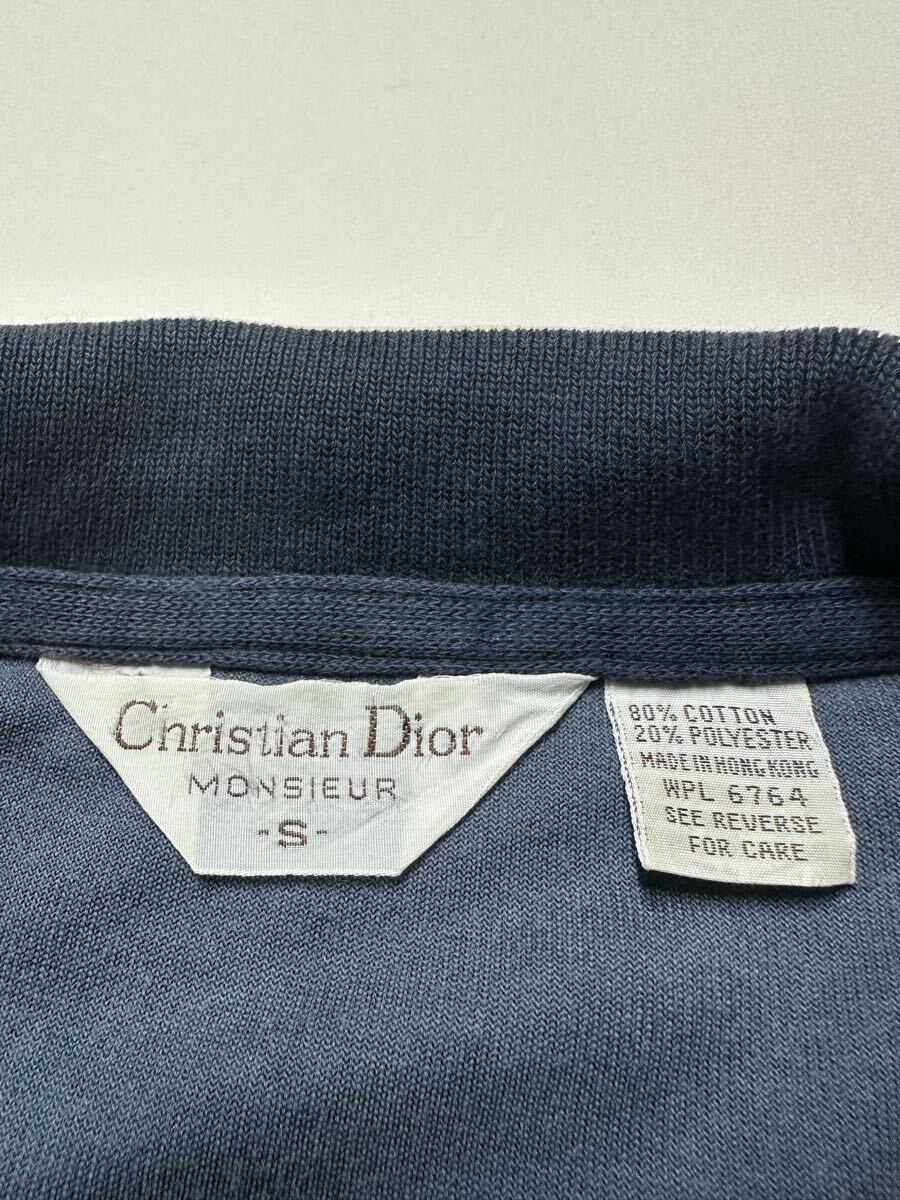 Christian Dior
MONSIEUR
-S-
80% COTTON
20% POLYESTER
MADE IN HONG KONG
WPL 6764
SEE REVERSE
FOR CARE